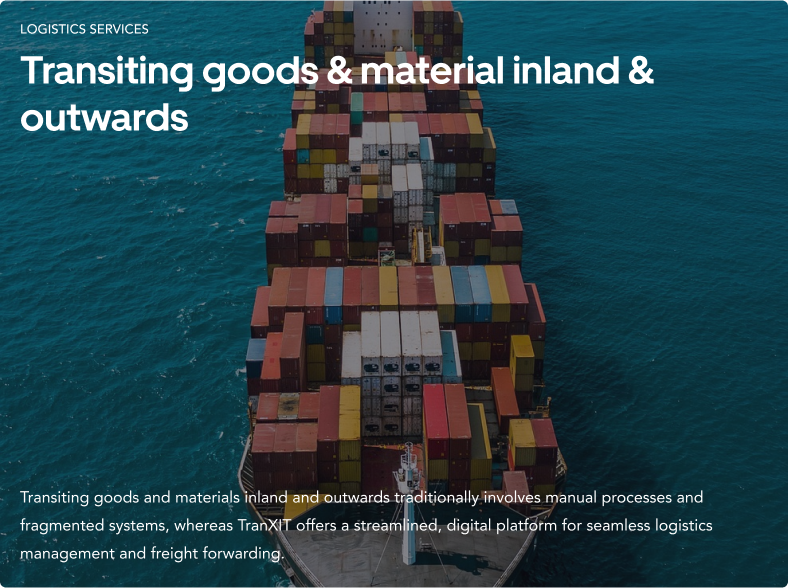 LOGISTICS SERVICES
Transiting goods & material inland &
outwards
Transiting goods and materials inland and outwards traditionally involves manual processes and
fragmented systems, whereas TranXIT offers a streamlined, digital platform for seamless logistics
management and freight forwarding.